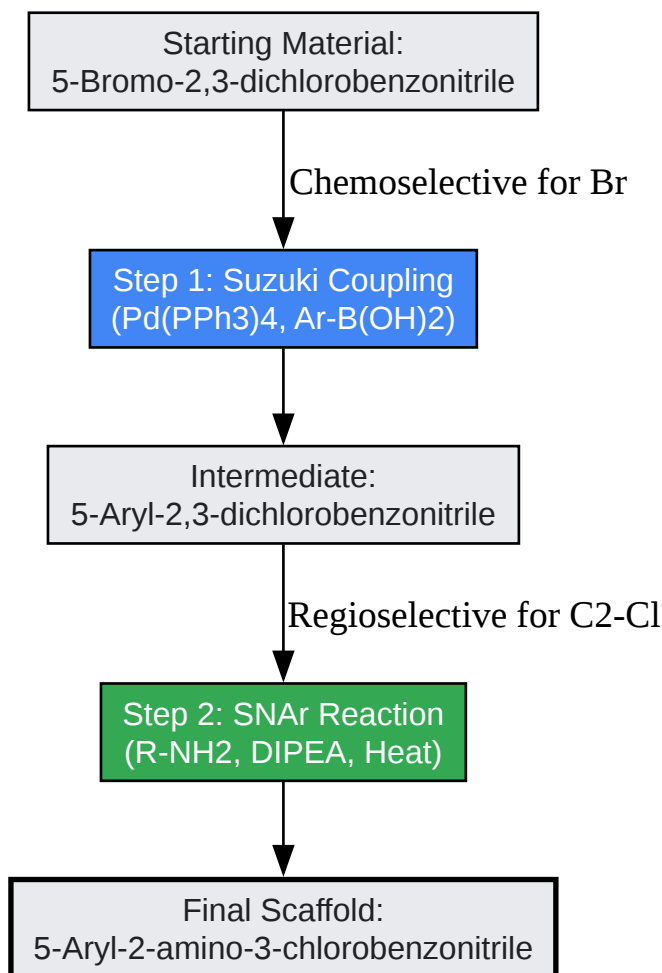 Starting Material:
5-Bromo-2,3-dichlorobenzonitrile
Chemoselective for Br
Step 1: Suzuki Coupling
(Pd(PPh3)4, Ar-B(OH)2)
Intermediate:
5-Aryl-2,3-dichlorobenzonitrile
Regioselective for C2-Cl
Step 2: SNAr Reaction
(R-NH2, DIPEA, Heat)
Final Scaffold:
5-Aryl-2-amino-3-chlorobenzonitrile